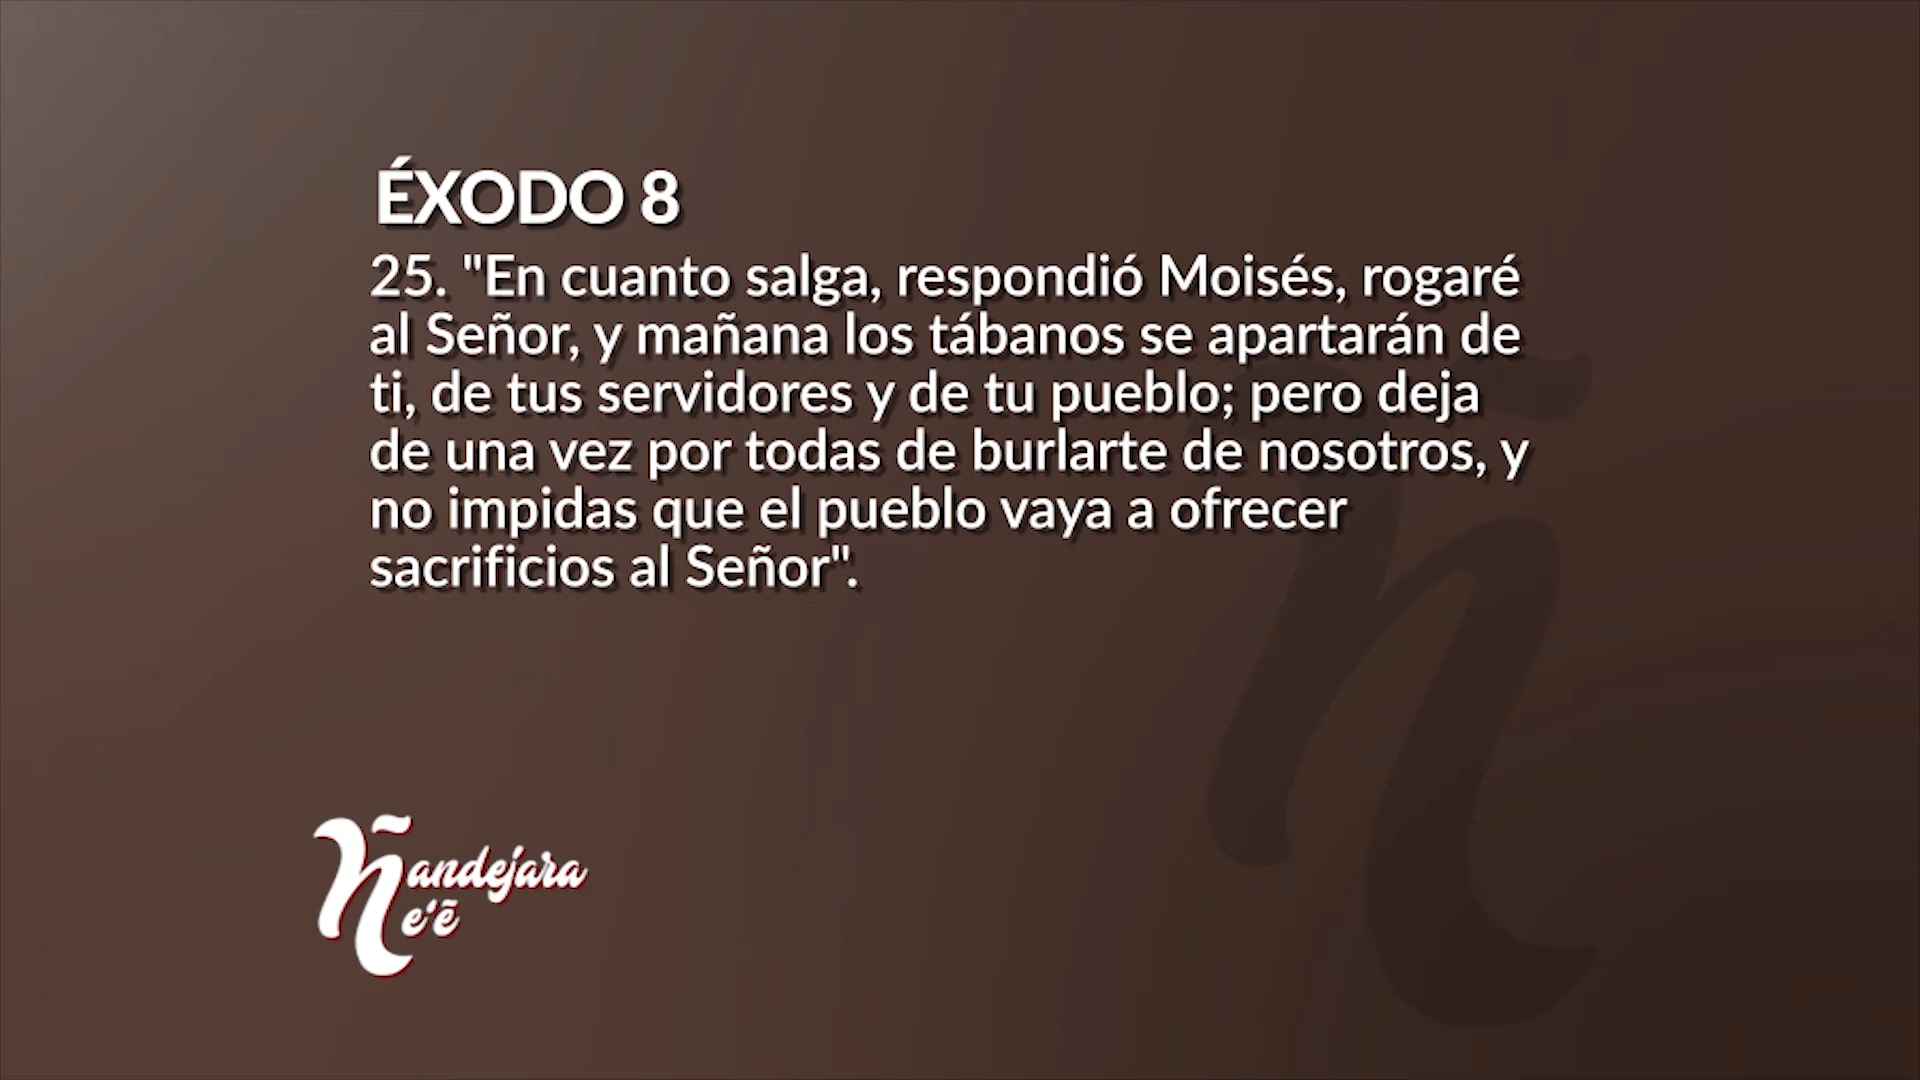 ÉXODO 8
25. "En cuanto salga, respondió Moisés, rogaré
al Señor, y mañana los tábanos se apartarán de
ti, de tus servidores y de tu pueblo; pero deja
de una vez por todas de burlarte de nosotros, y
no impidas que el pueblo vaya a ofrecer
sacrificios al Señor".
Ñandejara
Ñe'ẽ